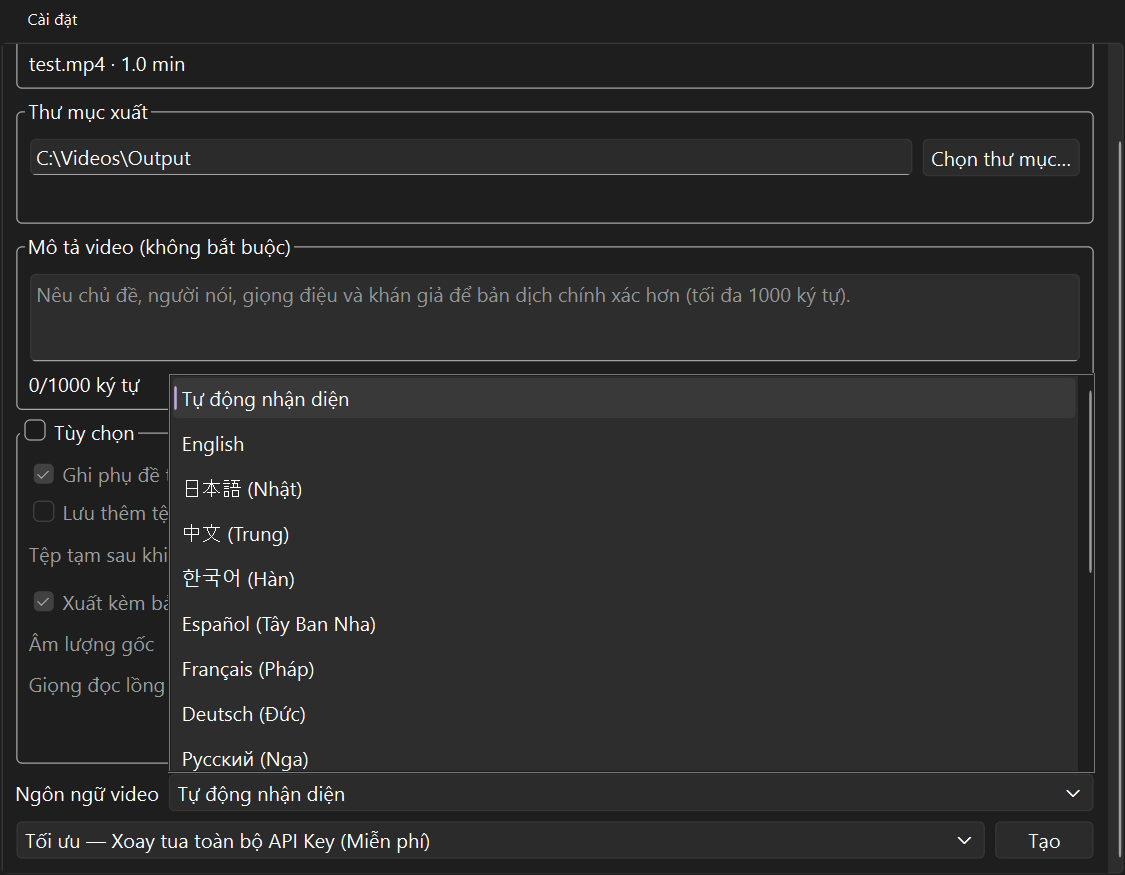 Cài đặt
test.mp4 · 1.0 min
Thư mục xuất
C:\Videos\Output
Chọn thư mục...
Mô tả video (không bắt buộc)
Nêu chủ đề, người nói, giọng điệu và khán giả để bản dịch chính xác hơn (tối đa 1000 ký tự).
0/1000 ký tự
Tùy chọn
Ghi phụ đề
Lưu thêm tệ
Tệp tạm sau khi
Xuất kèm
Âm lượng gốc
Giọng đọc lồng
Tự động nhận diện
English
日本語 (Nhật)
中文 (Trung)
한국어 (Hàn)
Español (Tây Ban Nha)
Français (Pháp)
Deutsch (Đức)
Русский (Nga)
Ngôn ngữ video
Tự động nhận diện
Tối ưu — Xoay tua toàn bộ API Key (Miễn phí)
Tạo